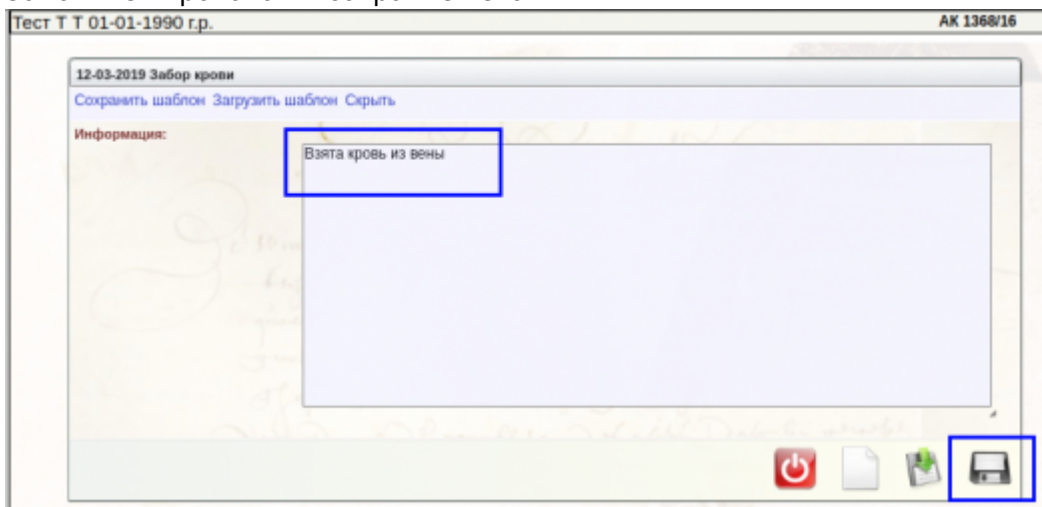 Тест Т Т 01-01-1990 г.р.
АК 1368/16
12-03-2019 Забор крови
Сохранить шаблон Загрузить шаблон Скрыть
Информация:
Взята кровь из вены